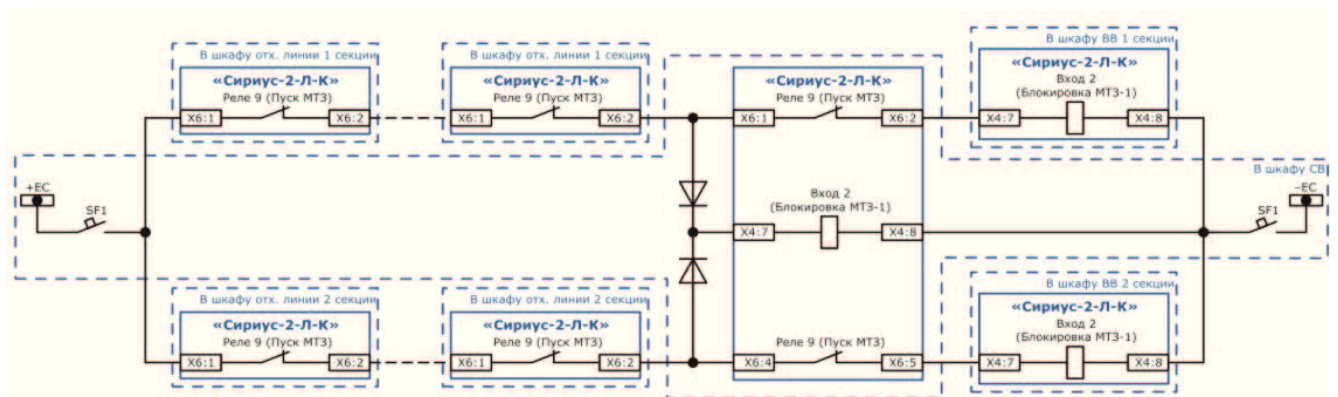 В шкафу отх. линии 1 секции
«Сириус-2-Л-К»
Реле 9 (Пуск МТЗ)
X6:1
X6:2
В шкафу отх. линии 1 секции
«Сириус-2-Л-К»
Реле 9 (Пуск МТЗ)
X6:1
X6:2
«Сириус-2-Л-К»
Реле 9 (Пуск МТЗ)
X6:1
X6:2
В шкафу ВВ 1 секции
«Сириус-2-Л-К»
Вход 2
(Блокировка МТЗ-1)
X4:7
X4:8
+EC
SF1
Вход 2
(Блокировка МТЗ-1)
X4:7
X4:8
В шкафу СВ
–EC
SF1
В шкафу отх. линии 2 секции
«Сириус-2-Л-К»
Реле 9 (Пуск МТЗ)
X6:1
X6:2
В шкафу отх. линии 2 секции
«Сириус-2-Л-К»
Реле 9 (Пуск МТЗ)
X6:1
X6:2
Реле 9 (Пуск МТЗ)
X6:4
X6:5
В шкафу ВВ 2 секции
«Сириус-2-Л-К»
Вход 2
(Блокировка МТЗ-1)
X4:7
X4:8